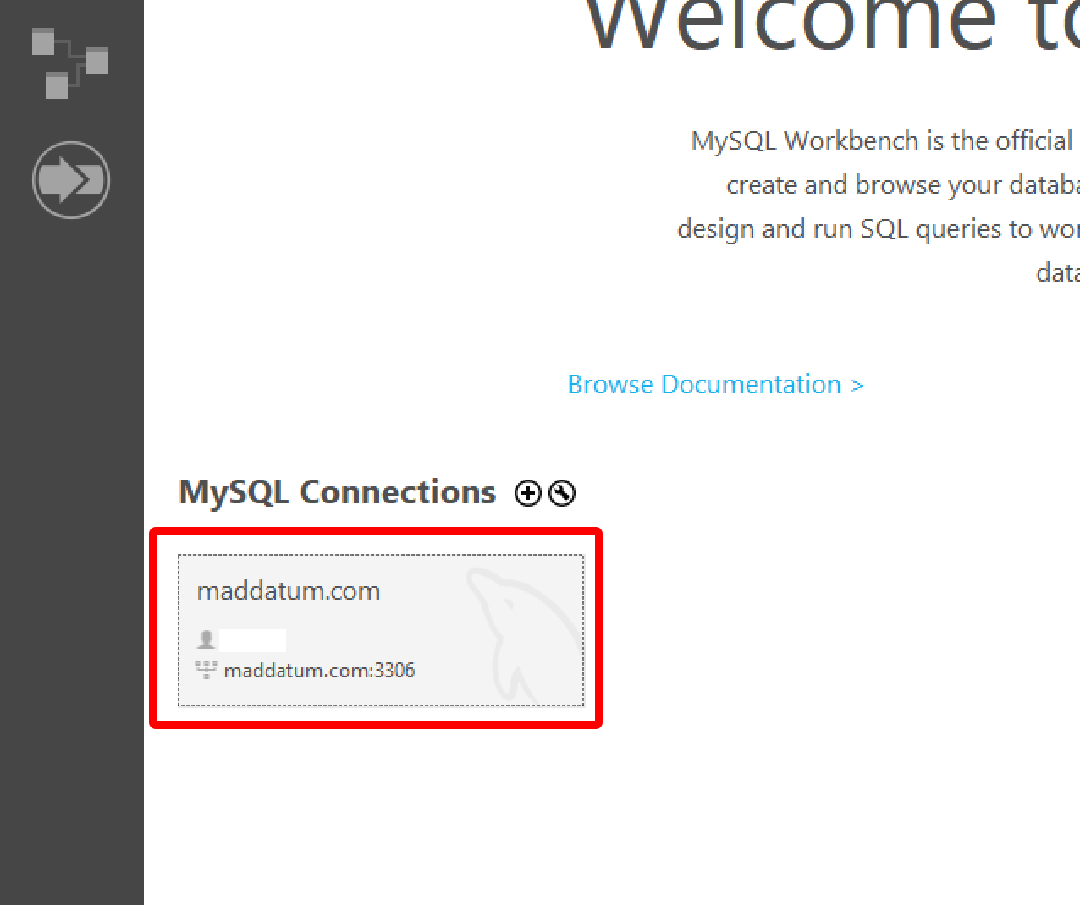 Welcome to
MySQL Workbench is the official
create and browse your databa
design and run SQL queries to wor
data
Browse Documentation >
MySQL Connections
maddatum.com
maddatum.com:3306